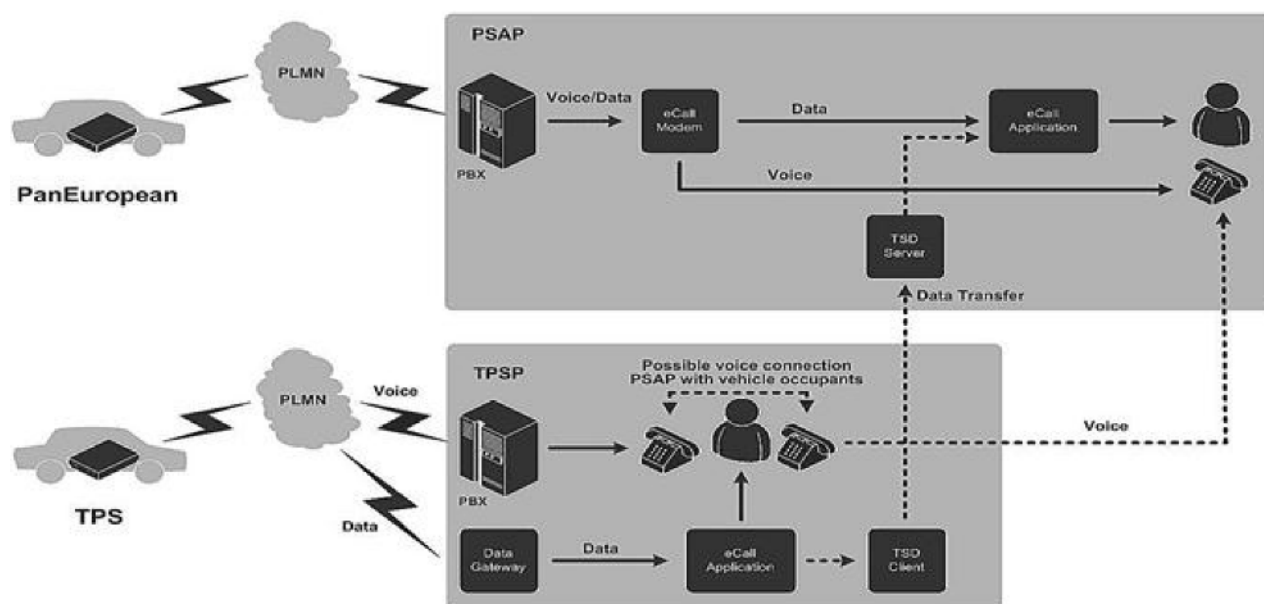 PSAP
PLMN
Voice/Data
eCall
Modem
Data
eCall
Application
PBX
Voice
PanEuropean
TSD
Server
Data Transfer
TPSP
Possible voice connection
PSAP with vehicle occupants
PLMN
Voice
Voice
PBX
TPS
Data
Data
Gateway
Data
eCall
Application
TSD
Client